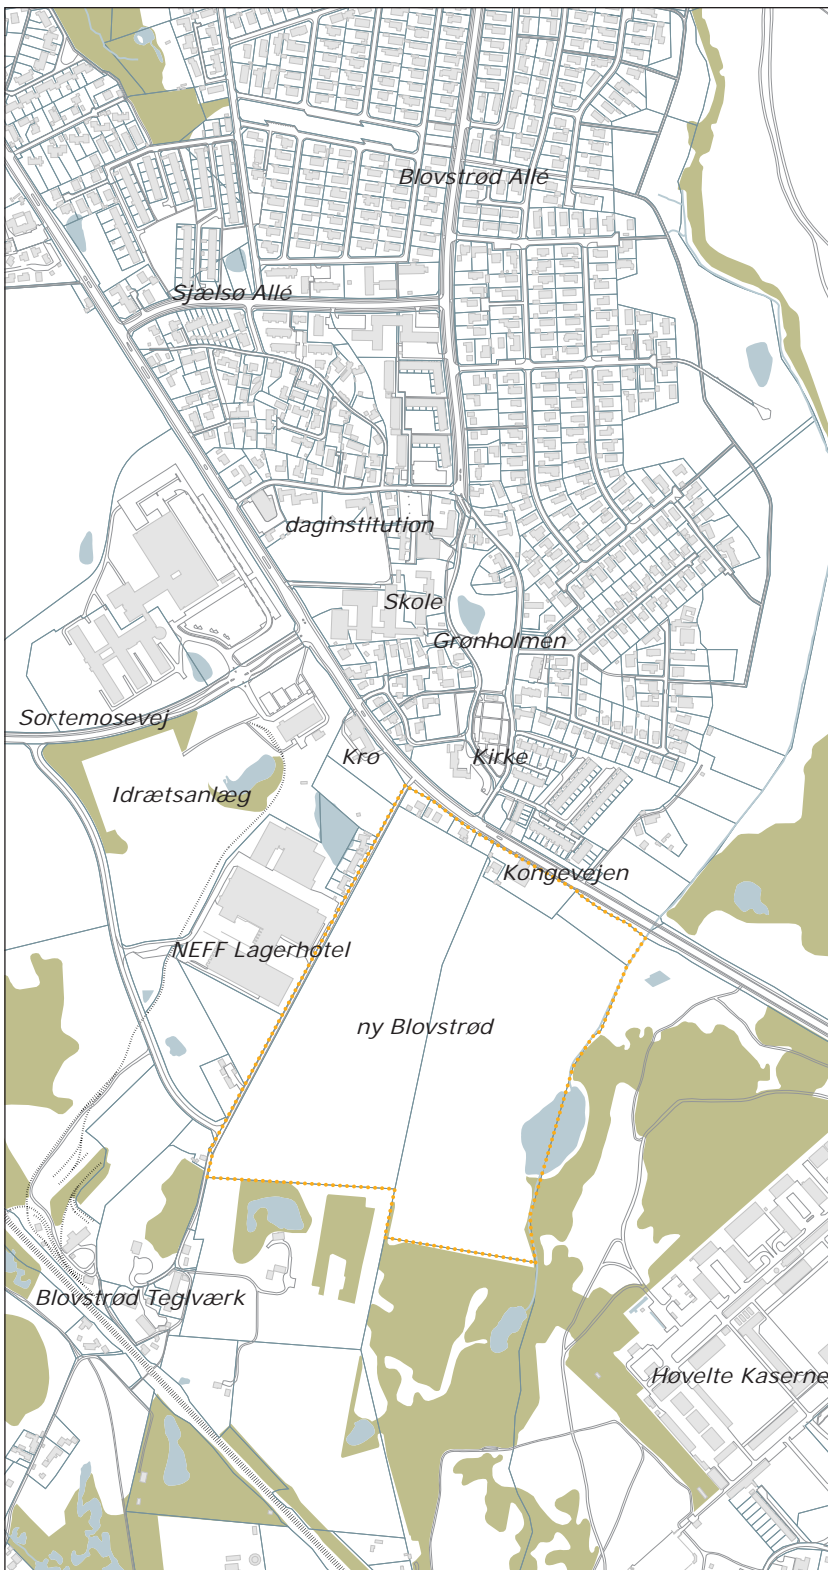 Blovstrød Allé
Sjælsø Allé
daginstitution
Skole
Grønholmen
Sortemosevej
Kro
Kirke
Idrætsanlæg
Kongevejen
NEFF Lagerhotel
ny Blovstrød
Blovstrød Teglværk
Høvelte Kaserne